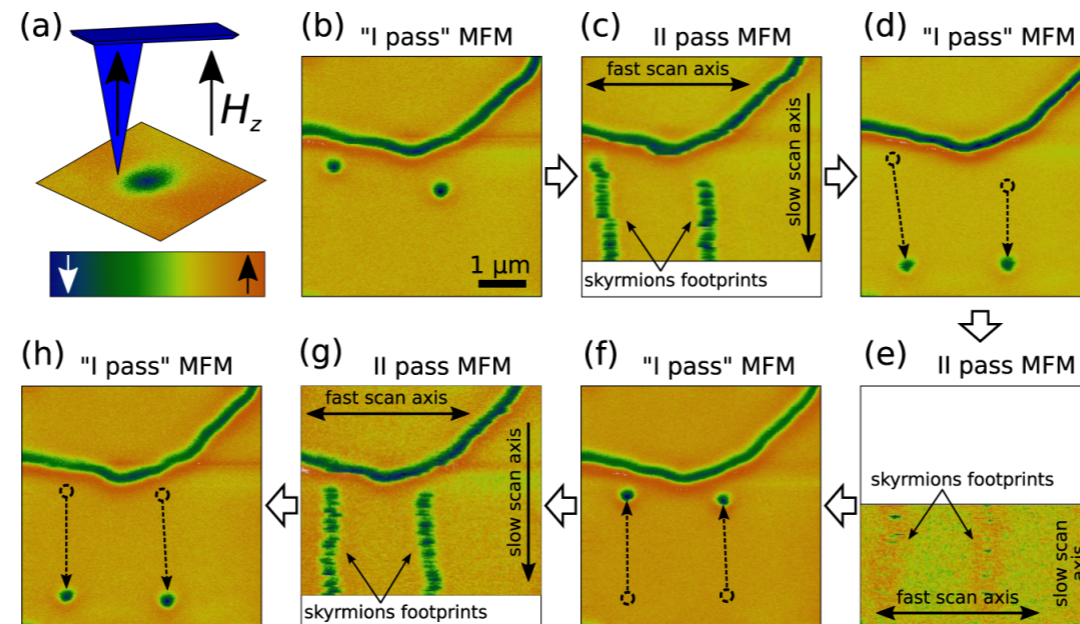 (a)
H_z
(b)
"I pass" MFM
1 µm
(c)
II pass MFM
fast scan axis
slow scan axis
skyrmions footprints
(d)
"I pass" MFM
(h)
"I pass" MFM
(g)
II pass MFM
fast scan axis
slow scan axis
skyrmions footprints
(f)
"I pass" MFM
(e)
II pass MFM
skyrmions footprints
slow scan
axis
fast scan axis